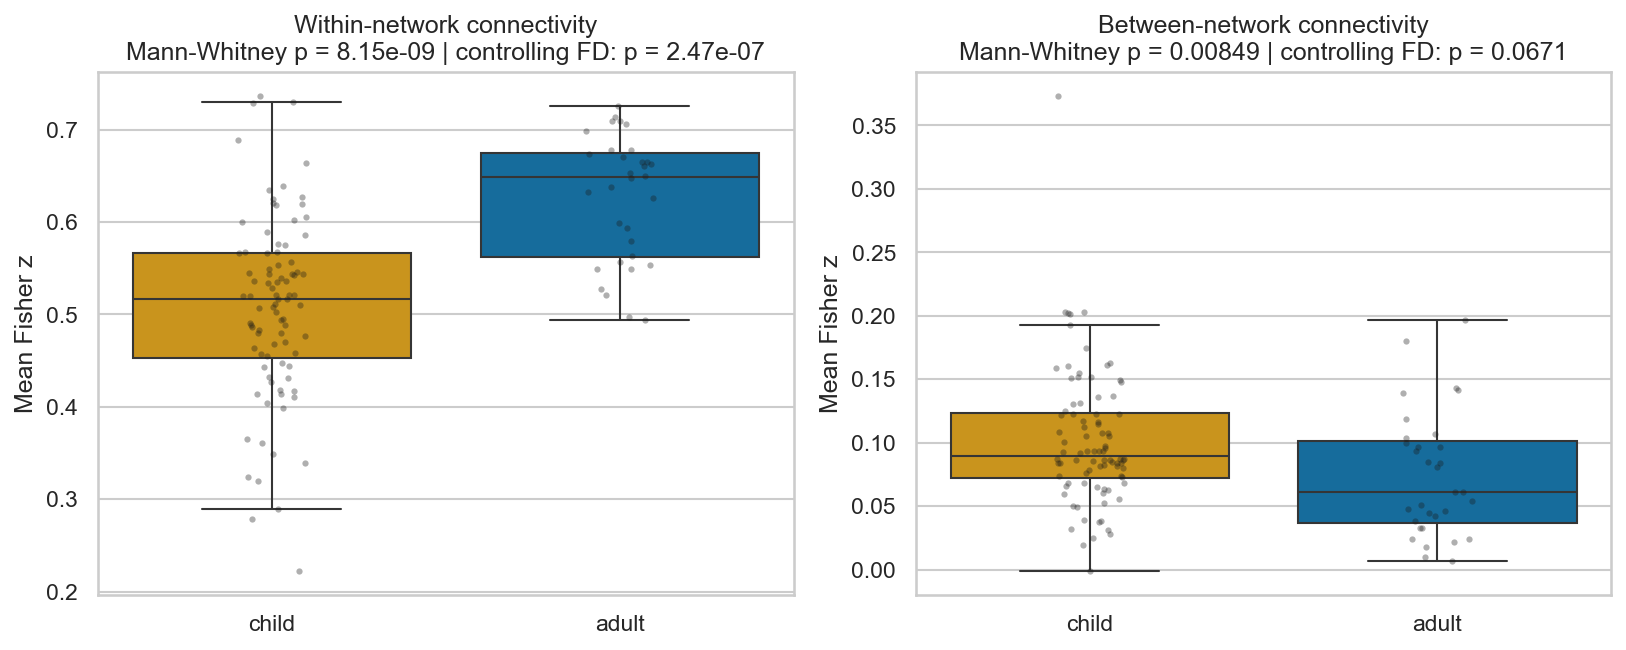 Within-network connectivity
Mann-Whitney p = 8.15e-09 | controlling FD: p = 2.47e-07
Mean Fisher z
0.7
0.6
0.5
0.4
0.3
0.2
child
adult
Between-network connectivity
Mann-Whitney p = 0.00849 | controlling FD: p = 0.0671
Mean Fisher z
0.35
0.30
0.25
0.20
0.15
0.10
0.05
0.00
child
adult